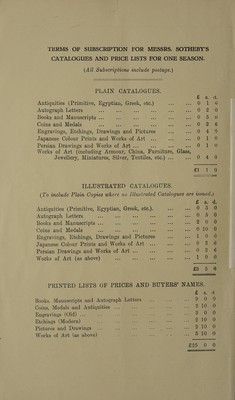 TERMS OF SUBSCRIPTION FOR MESSRS. SOTHEBY'S
CATALOGUES AND PRICE LISTS FOR ONE SEASON.
(All Subscriptions include postage.)
PLAIN CATALOGUES.
£ s. d.
Antiquities (Primitive, Egyptian, Greek, etc.) ... ... 0 1 6
Autograph Letters ... ... ... ... ... ... 0 2 6
Books and Manuscripts ... ... ... ... ... ... 0 5 0
Coins and Medals ... ... ... ... ... ... 0 2 6
Engravings, Etchings, Drawings and Pictures ... ... 0 4 0
Japanese Colour Prints and Works of Art ... ... ... 0 1 0
Persian Drawings and Works of Art ... ... ... ... 0 1 0
Works of Art (including Armour, China, Furniture, Glass,
Jewellery, Miniatures, Silver, Textiles, etc.) ... ... 0 4 0
£1 1 0
ILLUSTRATED CATALOGUES.
(To include Plain Copies where no Illustrated Catalogues are issued.)
£ s. d.
Antiquities (Primitive, Egyptian, Greek, etc.). ... ... 0 5 0
Autograph Letters ... ... ... ... ... ... 0 5 0
Books and Manuscripts ... ... ... ... ... ... 2 0 0
Coins and Medals ... ... ... ... ... ... 0 10 0
Engravings, Etchings, Drawings and Pictures ... ... 1 0 0
Japanese Colour Prints and Works of Art ... ... ... 0 2 6
Persian Drawings and Works of Art ... ... ... ... 0 2 6
Works of Art (as above) ... ... ... ... ... 1 0 0
£5 5 0
PRINTED LISTS OF PRICES AND BUYERS' NAMES.
£ s. d.
Books, Manuscripts and Autograph Letters ... ... ... 9 0 0
Coins, Medals and Antiquities ... ... ... ... ... 2 10 0
Engravings (Old) ... ... ... ... ... ... 3 0 0
Etchings (Modern) ... ... ... ... ... ... 2 10 0
Pictures and Drawings ... ... ... ... ... ... 2 10 0
Works of Art (as above) ... ... ... ... ... 5 10 0
£25 0 0